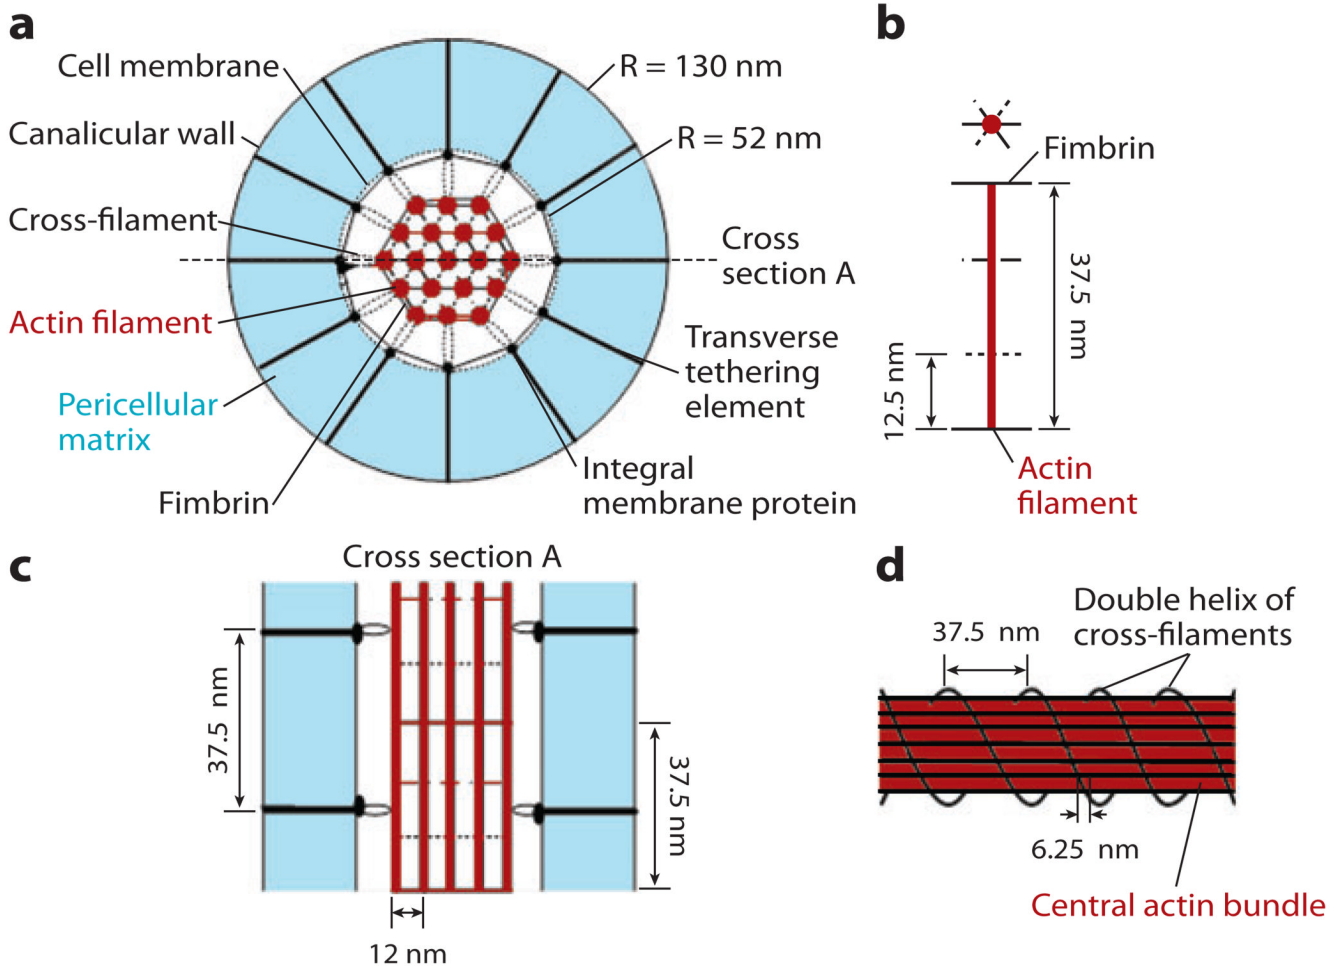 a
Cell membrane
Canalicular wall
Cross-filament
Actin filament
Pericellular
matrix
Fimbrin
R = 130 nm
R = 52 nm
Cross
section A
Transverse
tethering
element
Integral
membrane protein
b
Fimbrin
37.5 nm
12.5 nm
Actin
filament
c
Cross section A
37.5 nm
37.5 nm
12 nm
d
Double helix of
cross-filaments
37.5 nm
6.25 nm
Central actin bundle